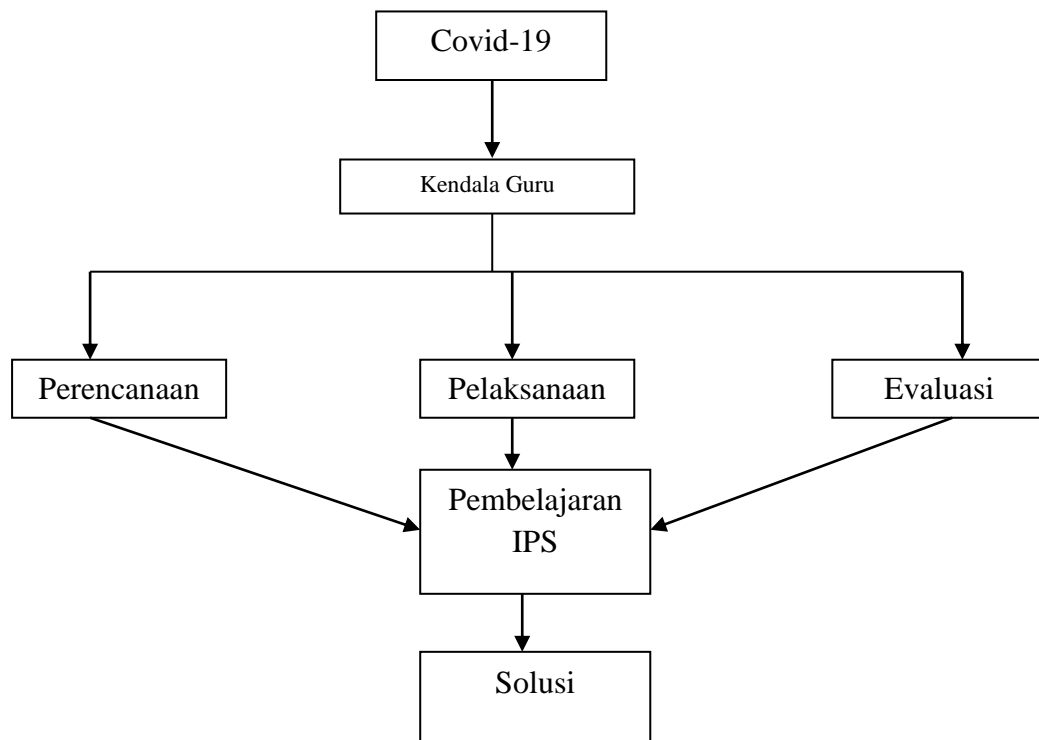 Covid-19
Kendala Guru
Perencanaan
Pelaksanaan
Evaluasi
Pembelajaran
IPS
Solusi